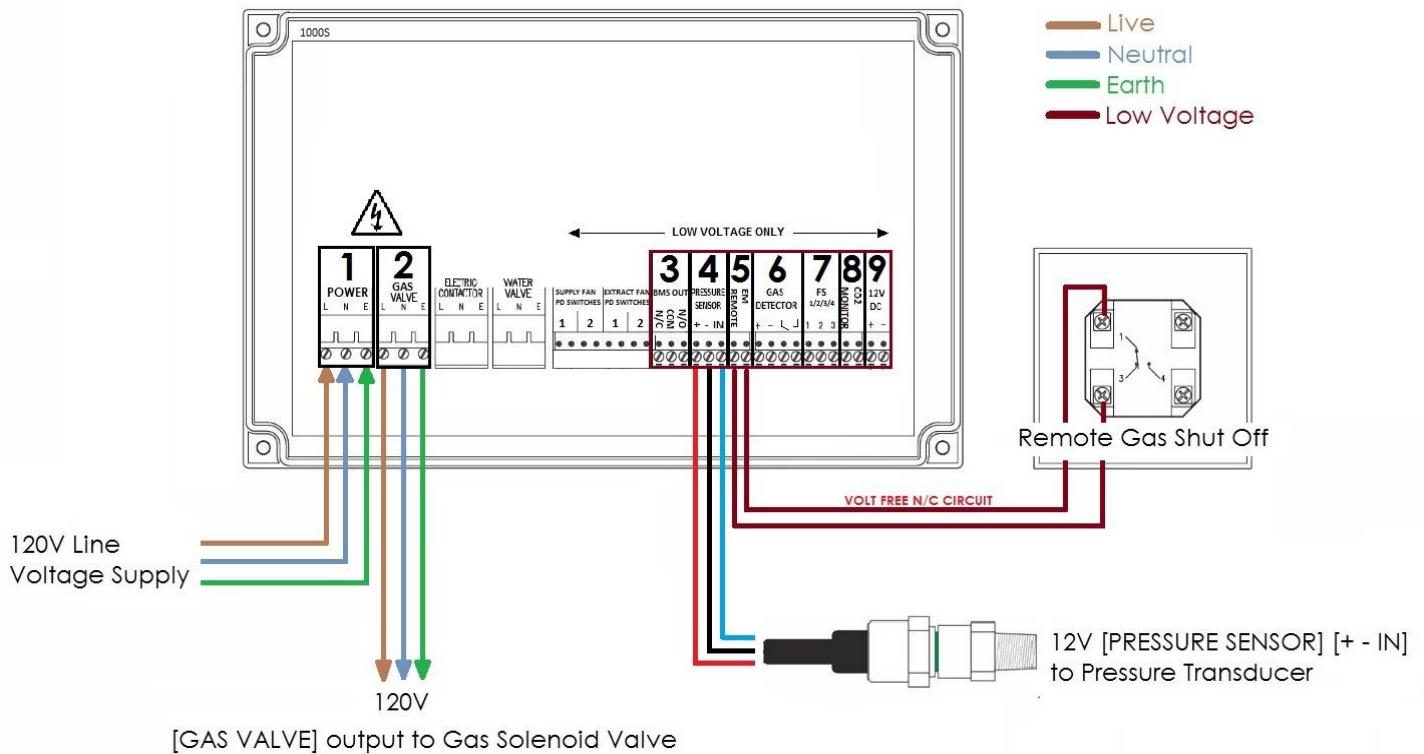 1000S
Live
Neutral
Earth
Low Voltage
LOW VOLTAGE ONLY
1
POWER
L N E
2
GAS
VALVE
L N E
ELETRIC
CONTACTOR
L N E
WATER
VALVE
L N E
SUPPLY FAN
PD SWITCHES
1 2
EXTRACT FAN
PD SWITCHES
1 2
3
BMS OUT
N/C
COM
N/O
4
PRESSURE
SENSOR
+ - IN
5
EM
REMOTE
6
GAS
DETECTOR
+ -
7
FS
1/2/3/4
1 2 3
8
CO2
MONITOR
9
12V
DC
+ -
1
3
4
Remote Gas Shut Off
VOLT FREE N/C CIRCUIT
120V Line
Voltage Supply
12V [PRESSURE SENSOR] [+ - IN]
to Pressure Transducer
120V
[GAS VALVE] output to Gas Solenoid Valve